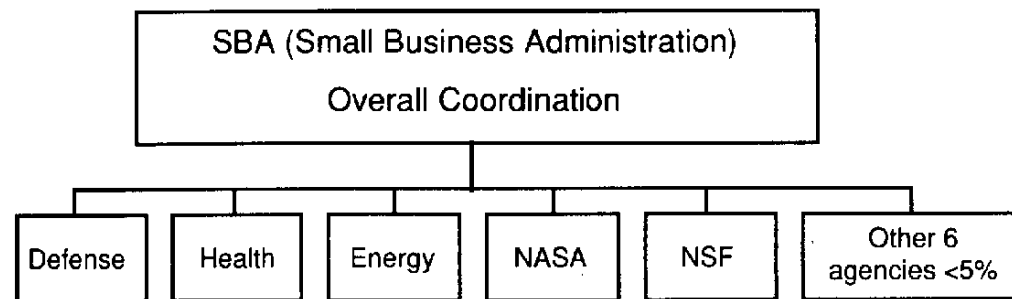 SBA (Small Business Administration)
Overall Coordination
Defense
Health
Energy
NASA
NSF
Other 6
agencies <5%